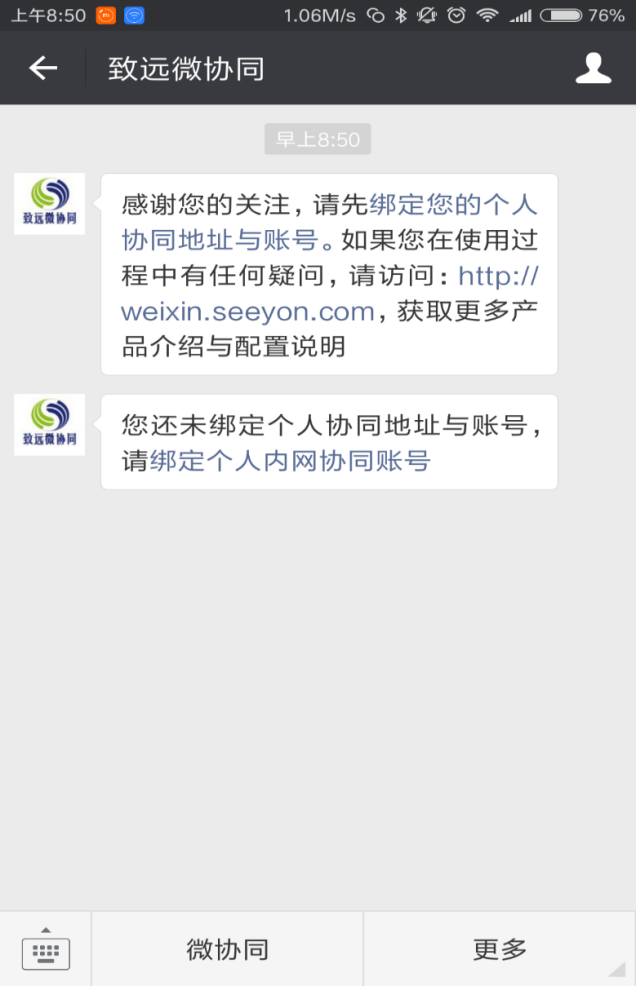 上午8:50 1.06M/s 76%
致远微协同
早上8:50
致远微协同
感谢您的关注，请先绑定您的个人
协同地址与账号。如果您在使用过
程中有任何疑问，请访问：http://
weixin.seeyon.com，获取更多产
品介绍与配置说明
致远微协同
您还未绑定个人协同地址与账号，
请绑定个人内网协同账号
微协同 更多